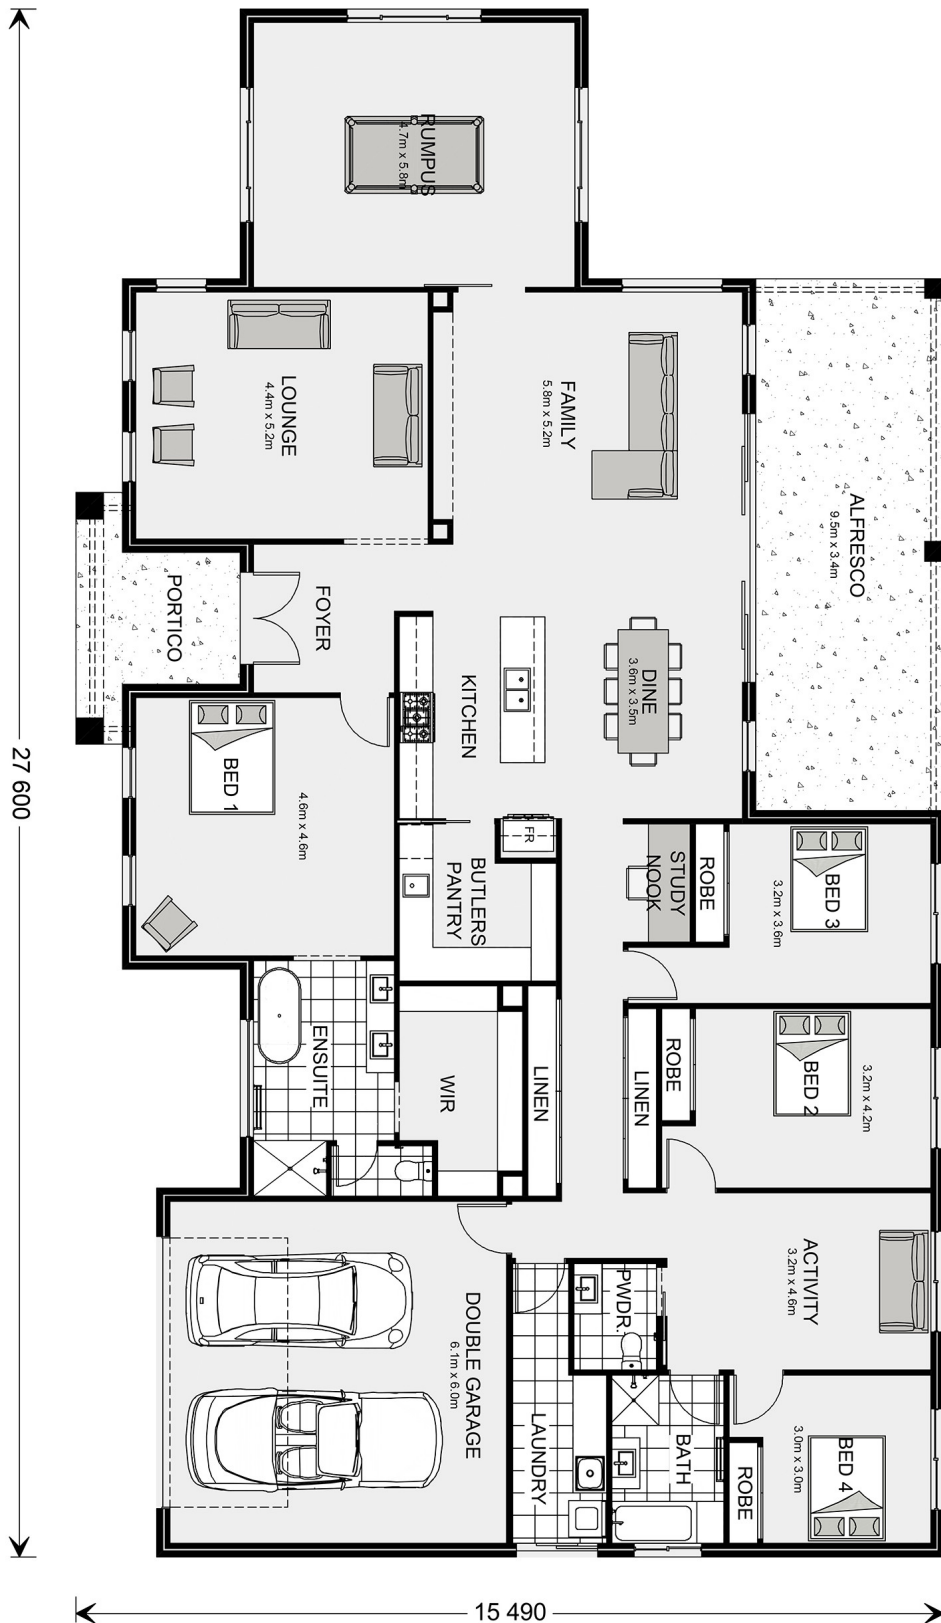 RUMPUS
4.7m x 5.8m
LOUNGE
4.4m x 5.2m
FAMILY
5.8m x 5.2m
ALFRESCO
9.5m x 3.4m
PORTICO
FOYER
KITCHEN
DINE
3.6m x 3.5m
27 600
BED 1
4.6m x 4.6m
FR
BUTLERS
PANTRY
STUDY
NOOK
ROBE
BED 3
3.2m x 3.6m
ENSUITE
WIR
LINEN
LINEN
ROBE
BED 2
3.2m x 4.2m
ACTIVITY
3.2m x 4.6m
DOUBLE GARAGE
6.1m x 6.0m
PWDR.
LAUNDRY
BATH
ROBE
BED 4
3.0m x 3.0m
15 490